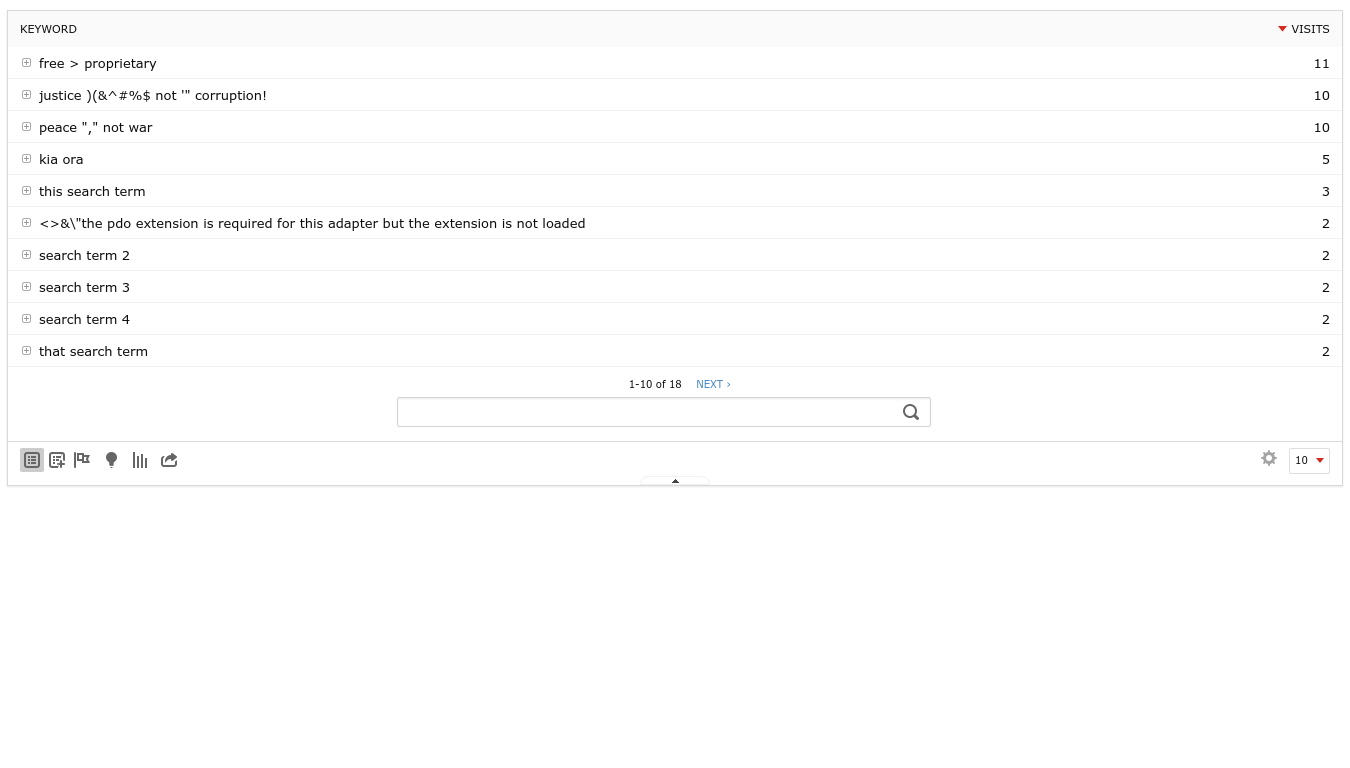 KEYWORD VISITS
free > proprietary 11
justice )(&^#%$ not '" corruption! 10
peace "," not war 10
kia ora 5
this search term 3
<>&\"the pdo extension is required for this adapter but the extension is not loaded 2
search term 2 2
search term 3 2
search term 4 2
that search term 2
1-10 of 18 NEXT ›
10